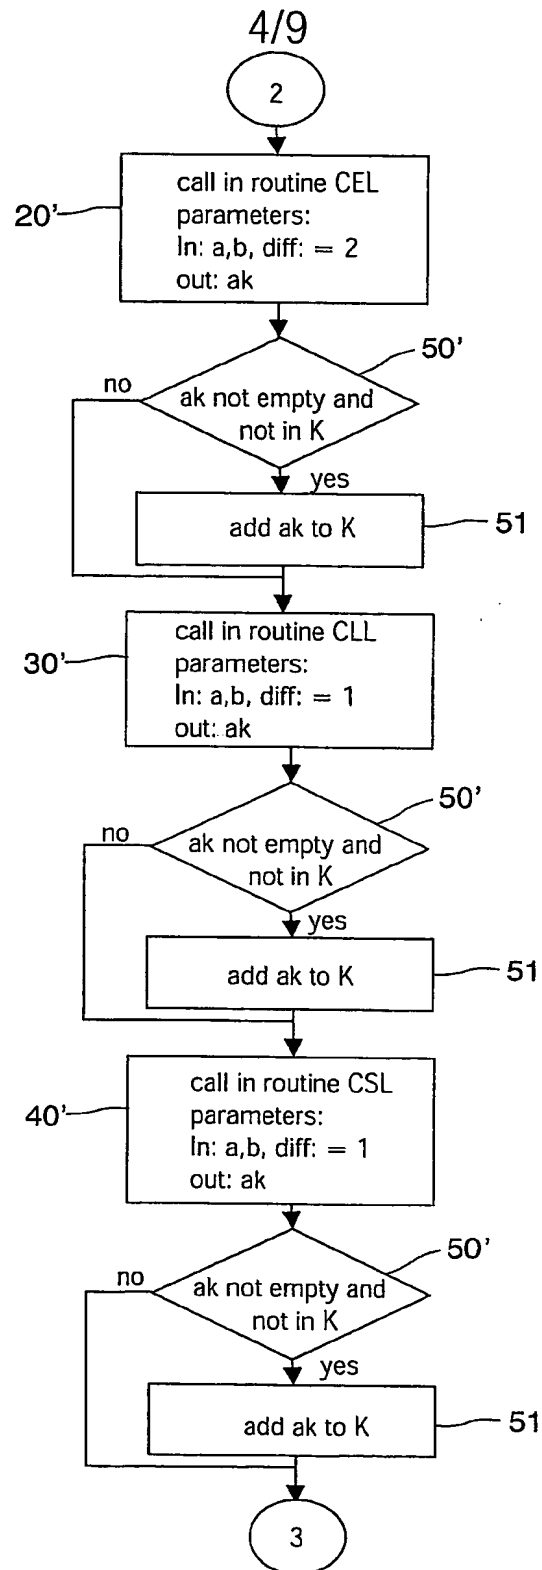 4/9
2
20'
call in routine CEL
parameters:
In: a,b, diff: = 2
out: ak
50'
no
ak not empty and
not in K
yes
add ak to K
51
30'
call in routine CLL
parameters:
In: a,b, diff: = 1
out: ak
50'
no
ak not empty and
not in K
yes
add ak to K
51
40'
call in routine CSL
parameters:
In: a,b, diff: = 1
out: ak
50'
no
ak not empty and
not in K
yes
add ak to K
51
3